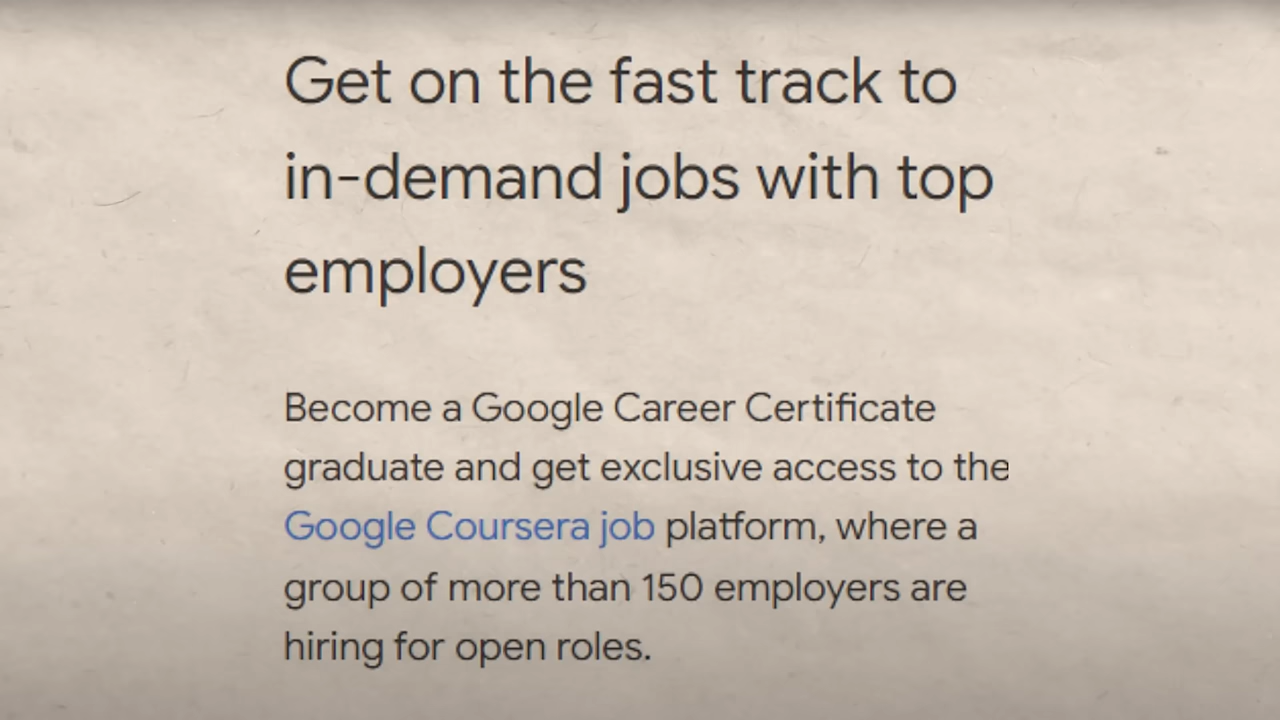 Get on the fast track to
in-demand jobs with top
employers
Become a Google Career Certificate
graduate and get exclusive access to the
Google Coursera job platform, where a
group of more than 150 employers are
hiring for open roles.